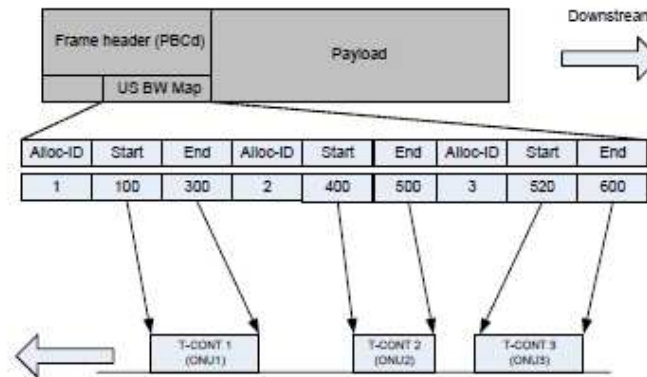 Downstream
Frame header (PBCd)
Payload
US BW Map
Alloc-ID Start End Alloc-ID Start End Alloc-ID Start End
1 100 300 2 400 500 3 520 600
T-CONT 1
(ONU1)
T-CONT 2
(ONU2)
T-CONT 3
(ONU3)